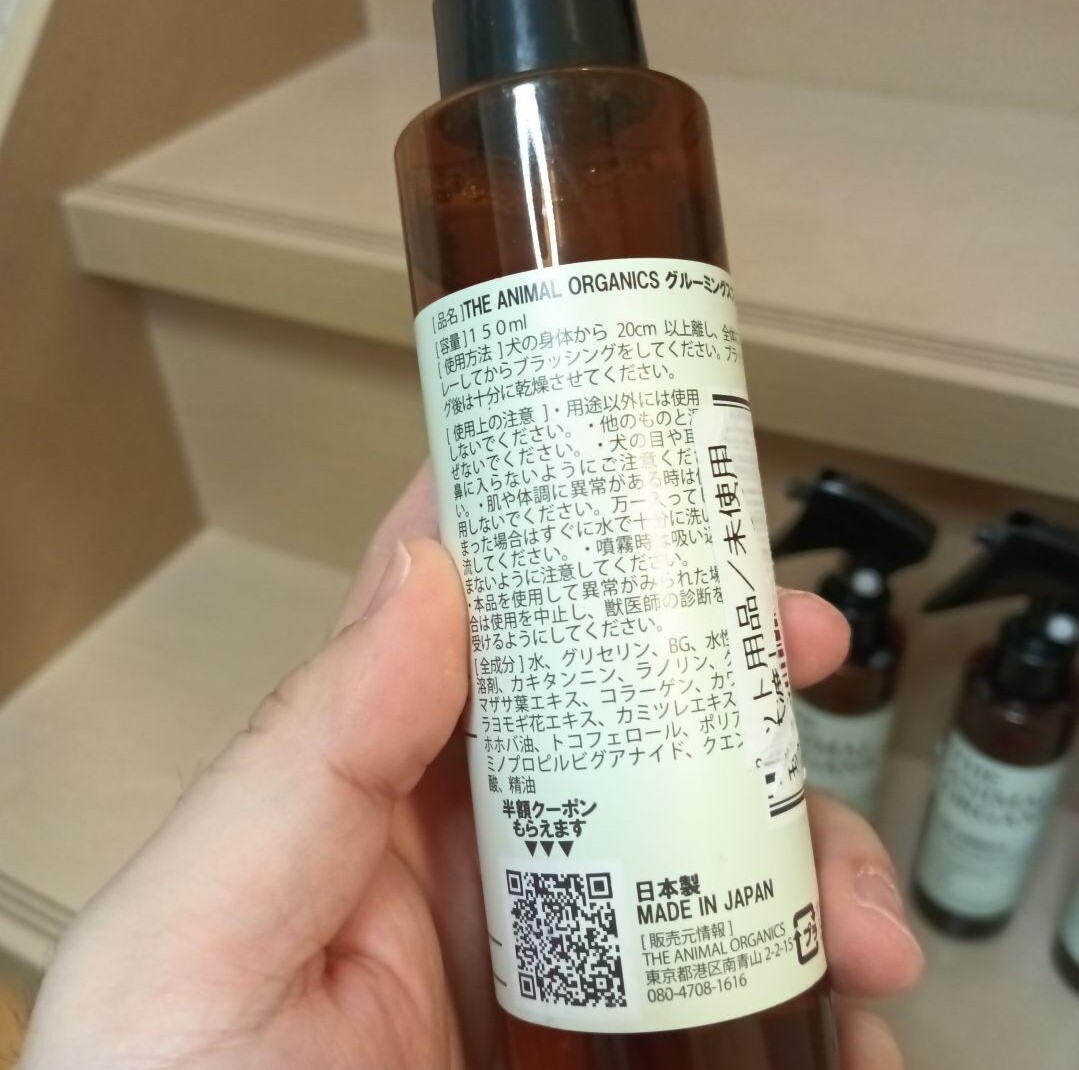 [品名]THE ANIMAL ORGANICS グルーミングス
[容量]150ml
[使用方法]犬の身体から 20cm 以上離し、全体
レーしてからブラッシングをしてください。ブラ
グ後は十分に乾燥させてください。
[使用上の注意]・用途以外には使用
しないでください。・他のものと
ぜないでください。・犬の目や耳
鼻に入らないようにご注意くだ
い。・肌や体調に異常がある時は
用しないでください。万一入って
まった場合はすぐに水で十分に洗い
流してください。・噴霧時は吸い込
まないように注意してください。
・本品を使用して異常がみられた場
合は使用を中止し、獣医師の診断を
受けるようにしてください。
[全成分]水、グリセリン、BG、水性
溶剤、カキタンニン、ラノリン、
マザサ葉エキス、コラーゲン、カワ
ラヨモギ花エキス、カミツレエキス
ホホバ油、トコフェロール、ポリア
ミノプロピルビグアナイド、クエン
酸、精油
半額クーポン
もらえます
日本製
MADE IN JAPAN
[販売元情報]
THE ANIMAL ORGANICS
東京都港区南青山 2-2-15
080-4708-1616
プラ
ット用品/未使用
THE
ANIMAL
ORGANICS